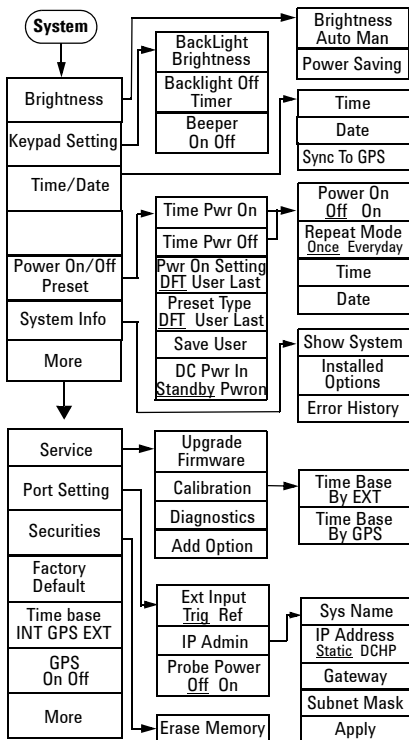 System
Brightness
Keypad Setting
Time/Date
Power On/Off
Preset
System Info
More
BackLight
Brightness
Backlight Off
Timer
Beeper
On Off
Brightness
Auto Man
Power Saving
Time
Date
Sync To GPS
Time Pwr On
Time Pwr Off
Pwr On Setting
DFT User Last
Preset Type
DFT User Last
Save User
DC Pwr In
Standby Pwron
Power On
Off On
Repeat Mode
Once Everyday
Time
Date
Show System
Installed
Options
Error History
Service
Port Setting
Securities
Factory
Default
Time base
INT GPS EXT
GPS
On Off
More
Upgrade
Firmware
Calibration
Diagnostics
Add Option
Time Base
By EXT
Time Base
By GPS
Ext Input
Trig Ref
IP Admin
Probe Power
Off On
Sys Name
IP Address
Static DCHP
Gateway
Subnet Mask
Apply
Erase Memory